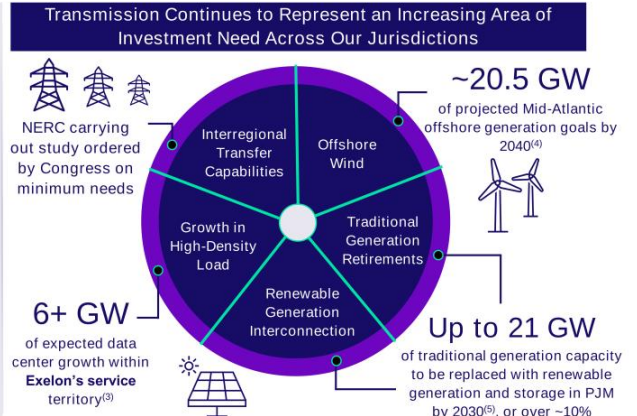 Transmission Continues to Represent an Increasing Area of
Investment Need Across Our Jurisdictions
NERC carrying
out study ordered
by Congress on
minimum needs
Interregional
Transfer
Capabilities
Offshore
Wind
~20.5 GW
of projected Mid-Atlantic
offshore generation goals by
2040(4)
Growth in
High-Density
Load
Traditional
Generation
Retirements
Renewable
Generation
Interconnection
6+ GW
of expected data
center growth within
Exelon's service
territory(3)
Up to 21 GW
of traditional generation capacity
to be replaced with renewable
generation and storage in PJM
by 2030(5), or over ~10%